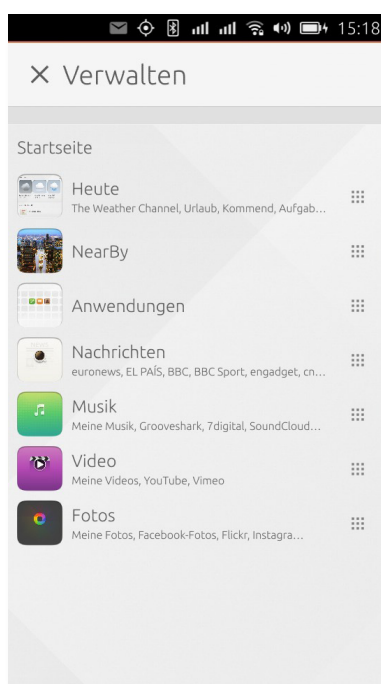 15:18
Verwalten
Startseite
Heute
The Weather Channel, Urlaub, Kommend, Aufgab...
NearBy
Anwendungen
Nachrichten
euronews, EL PAÍS, BBC, BBC Sport, engadget, cn...
Musik
Meine Musik, Grooveshark, 7digital, SoundCloud...
Video
Meine Videos, YouTube, Vimeo
Fotos
Meine Fotos, Facebook-Fotos, Flickr, Instagra...